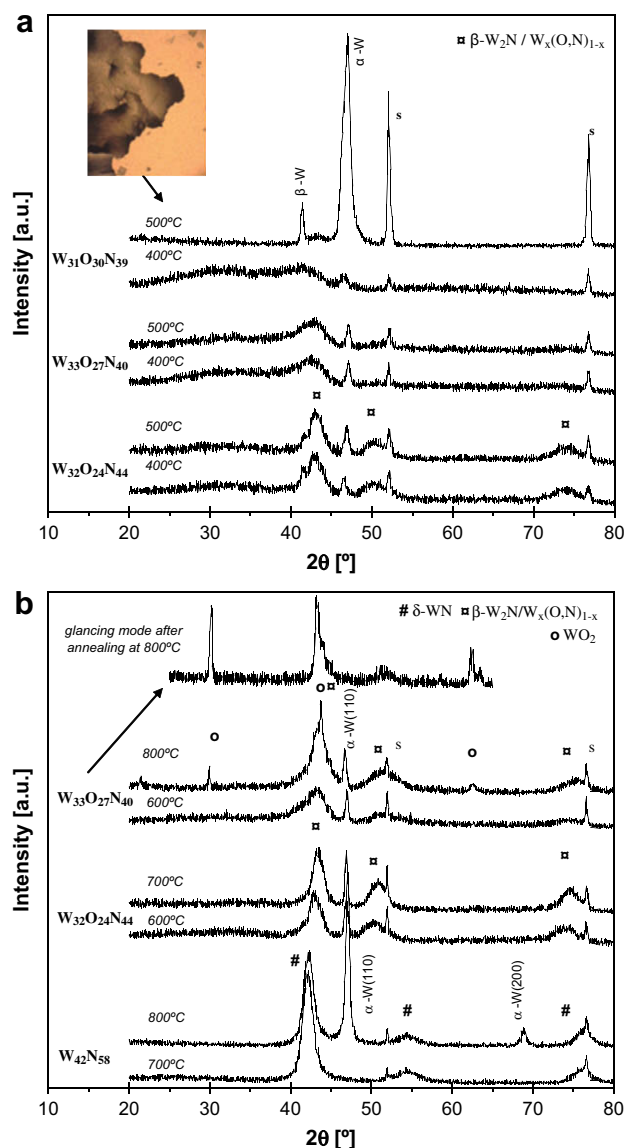 a
¤ β-W2N / Wx(O,N)1-x
α -W
s
s
β -W
500ºC
W31O30N39
400ºC
500ºC
W33O27N40
400ºC
¤
¤
¤
500ºC
W32O24N44
400ºC
Intensity [a.u.]
10 20 30 40 50 60 70 80
2θ [º]
b
# δ-WN ¤ β-W2N/Wx(O,N)1-x
o WO2
glancing mode after
annealing at 800ºC
o ¤
α -W(110)
o
¤
s
o
¤
s
800ºC
W33O27N40
600ºC
¤
¤
¤
700ºC
W32O24N44
600ºC
#
α -W(110)
#
α -W(200)
#
800ºC
W42N58
700ºC
Intensity [a.u.]
10 20 30 40 50 60 70 80
2θ [º]